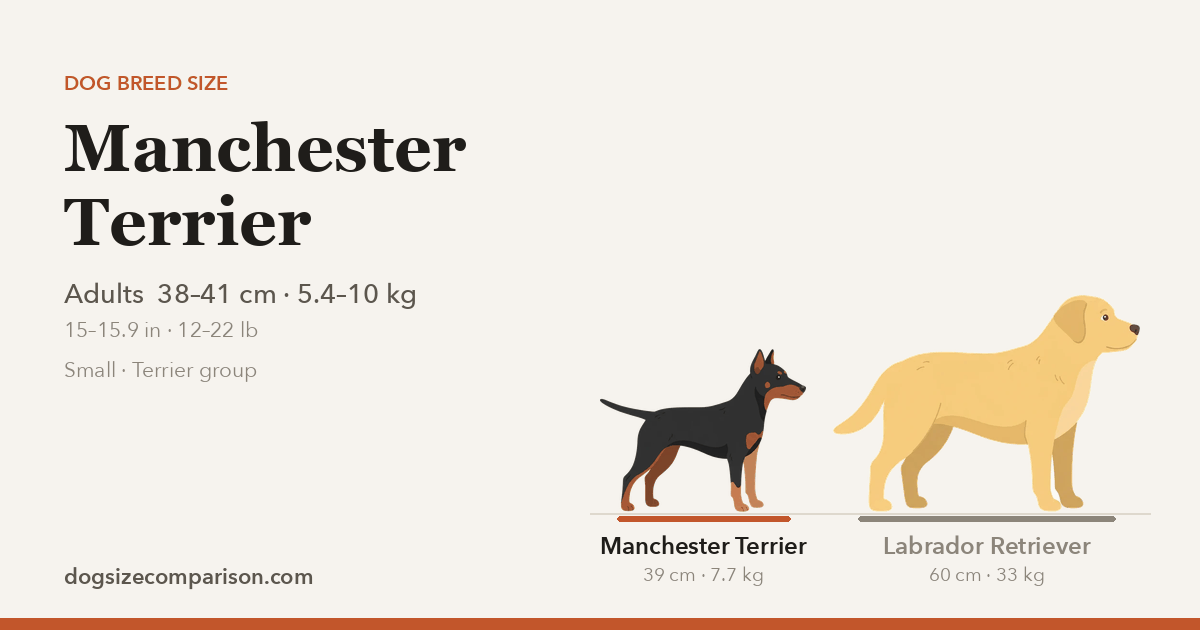 DOG BREED SIZE
Manchester
Terrier
Adults 38–41 cm · 5.4–10 kg
15–15.9 in · 12–22 lb
Small · Terrier group
Manchester Terrier
39 cm · 7.7 kg
Labrador Retriever
60 cm · 33 kg
dogsizecomparison.com